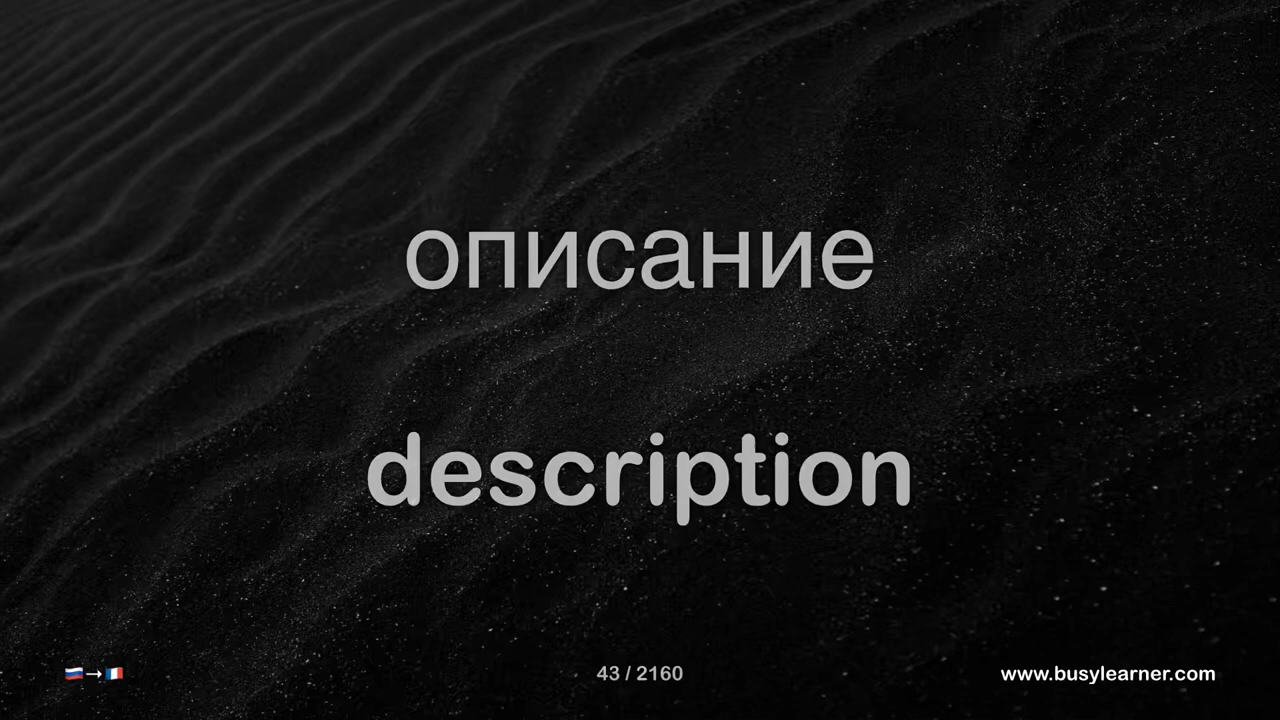 описание
description
🇷🇺→🇫🇷
43 / 2160
www.busylearner.com